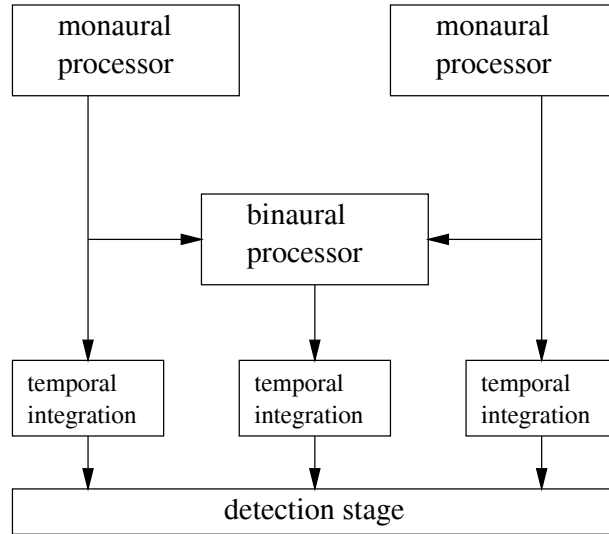 monaural
processor
monaural
processor
binaural
processor
temporal
integration
temporal
integration
temporal
integration
detection stage